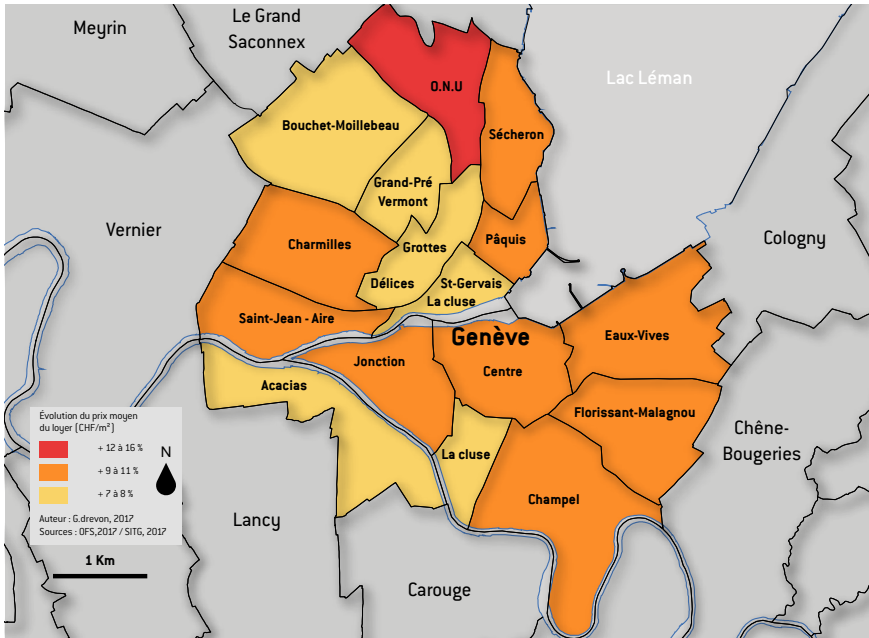 Meyrin
Le Grand
Saconnex
Lac Léman
O.N.U
Bouchet-Moillebeau
Sécheron
Grand-Pré
Vermont
Vernier
Charmilles
Grottes
Pâquis
Cologny
Délices
St-Gervais
La cluse
Saint-Jean - Aire
Genève
Eaux-Vives
Jonction
Centre
Acacias
Florissant-Malagnou
Chêne-
Bougeries
La cluse
Champel
Évolution du prix moyen
du loyer (CHF/m²)
+ 12 à 16 %
+ 9 à 11 %
+ 7 à 8 %
N
Auteur : G.drevon, 2017
Sources : OFS,2017 / SITG, 2017
1 Km
Lancy
Carouge